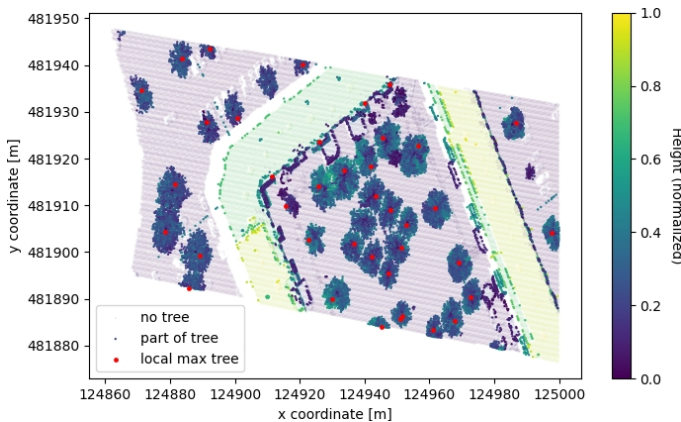 481950
481940
481930
481920
481910
481900
481890
481880
y coordinate [m]
no tree
part of tree
local max tree
124860 124880 124900 124920 124940 124960 124980 125000
x coordinate [m]
1.0
0.8
0.6
0.4
0.2
0.0
Height (normalized)